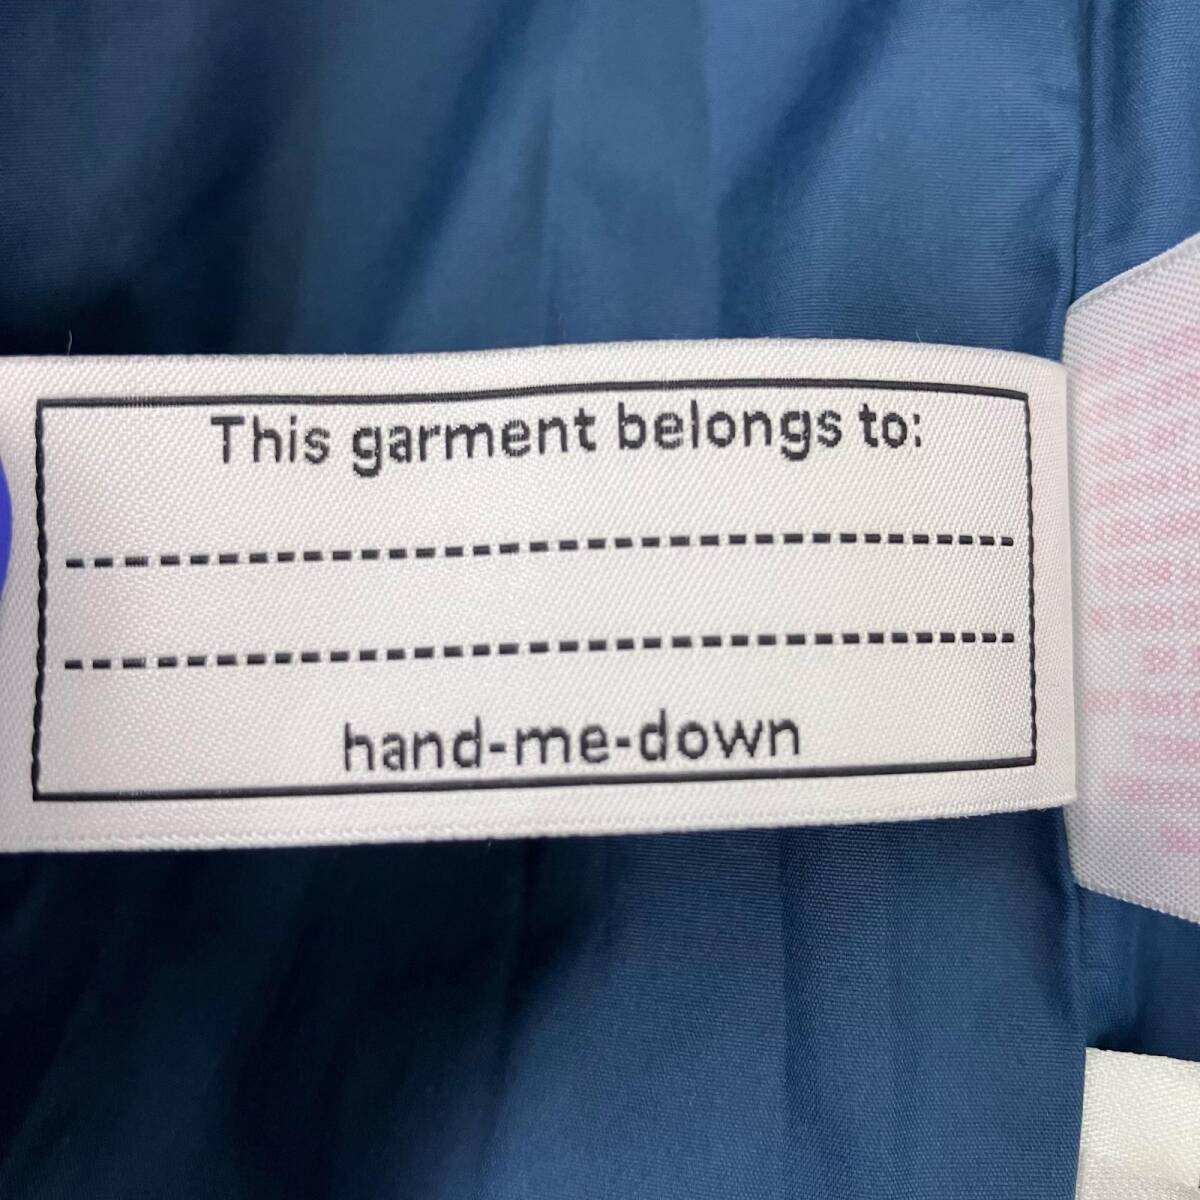 This garment belongs to:
hand-me-down